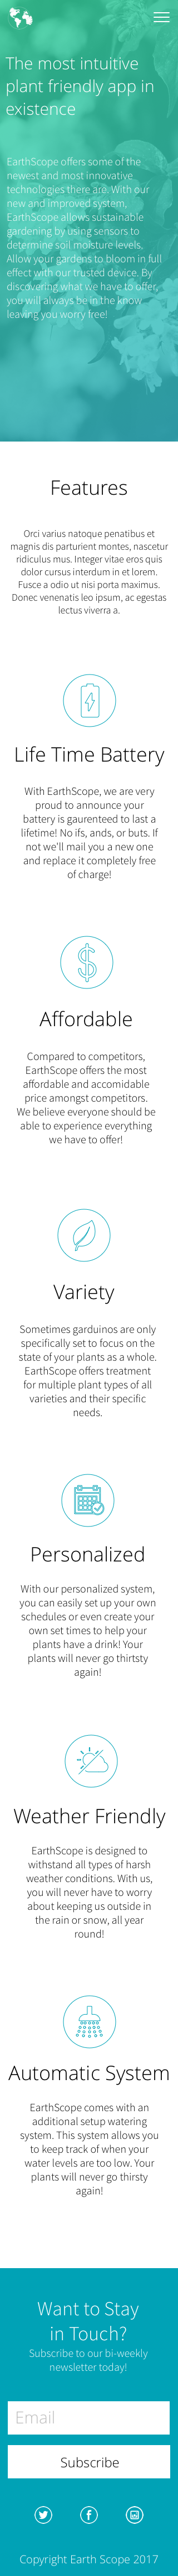 The most intuitive
plant friendly app in
existence
EarthScope offers some of the
newest and most innovative
technologies there are. With our
new and improved system,
EarthScope allows sustainable
gardening by using sensors to
determine soil moisture levels.
Allow your gardens to bloom in full
effect with our trusted device. By
discovering what we have to offer,
you will always be in the know
leaving you worry free!
Features
Orci varius natoque penatibus et
magnis dis parturient montes, nascetur
ridiculus mus. Integer vitae eros quis
dolor cursus interdum in et lorem.
Fusce a odio ut nisi porta maximus.
Donec venenatis leo ipsum, ac egestas
lectus viverra a.
Life Time Battery
With EarthScope, we are very
proud to announce your
battery is gaurenteed to last a
lifetime! No ifs, ands, or buts. If
not we'll mail you a new one
and replace it completely free
of charge!
Affordable
Compared to competitors,
EarthScope offers the most
affordable and accomidable
price amongst competitors.
We believe everyone should be
able to experience everything
we have to offer!
Variety
Sometimes garduinos are only
specifically set to focus on the
state of your plants as a whole.
EarthScope offers treatment
for multiple plant types of all
varieties and their specific
needs.
Personalized
With our personalized system,
you can easily set up your own
schedules or even create your
own set times to help your
plants have a drink! Your
plants will never go thirtsty
again!
Weather Friendly
EarthScope is designed to
withstand all types of harsh
weather conditions. With us,
you will never have to worry
about keeping us outside in
the rain or snow, all year
round!
Automatic System
EarthScope comes with an
additional setup watering
system. This system allows you
to keep track of when your
water levels are too low. Your
plants will never go thirsty
again!
Want to Stay
in Touch?
Subscribe to our bi-weekly
newsletter today!
Email
Subscribe
Copyright Earth Scope 2017